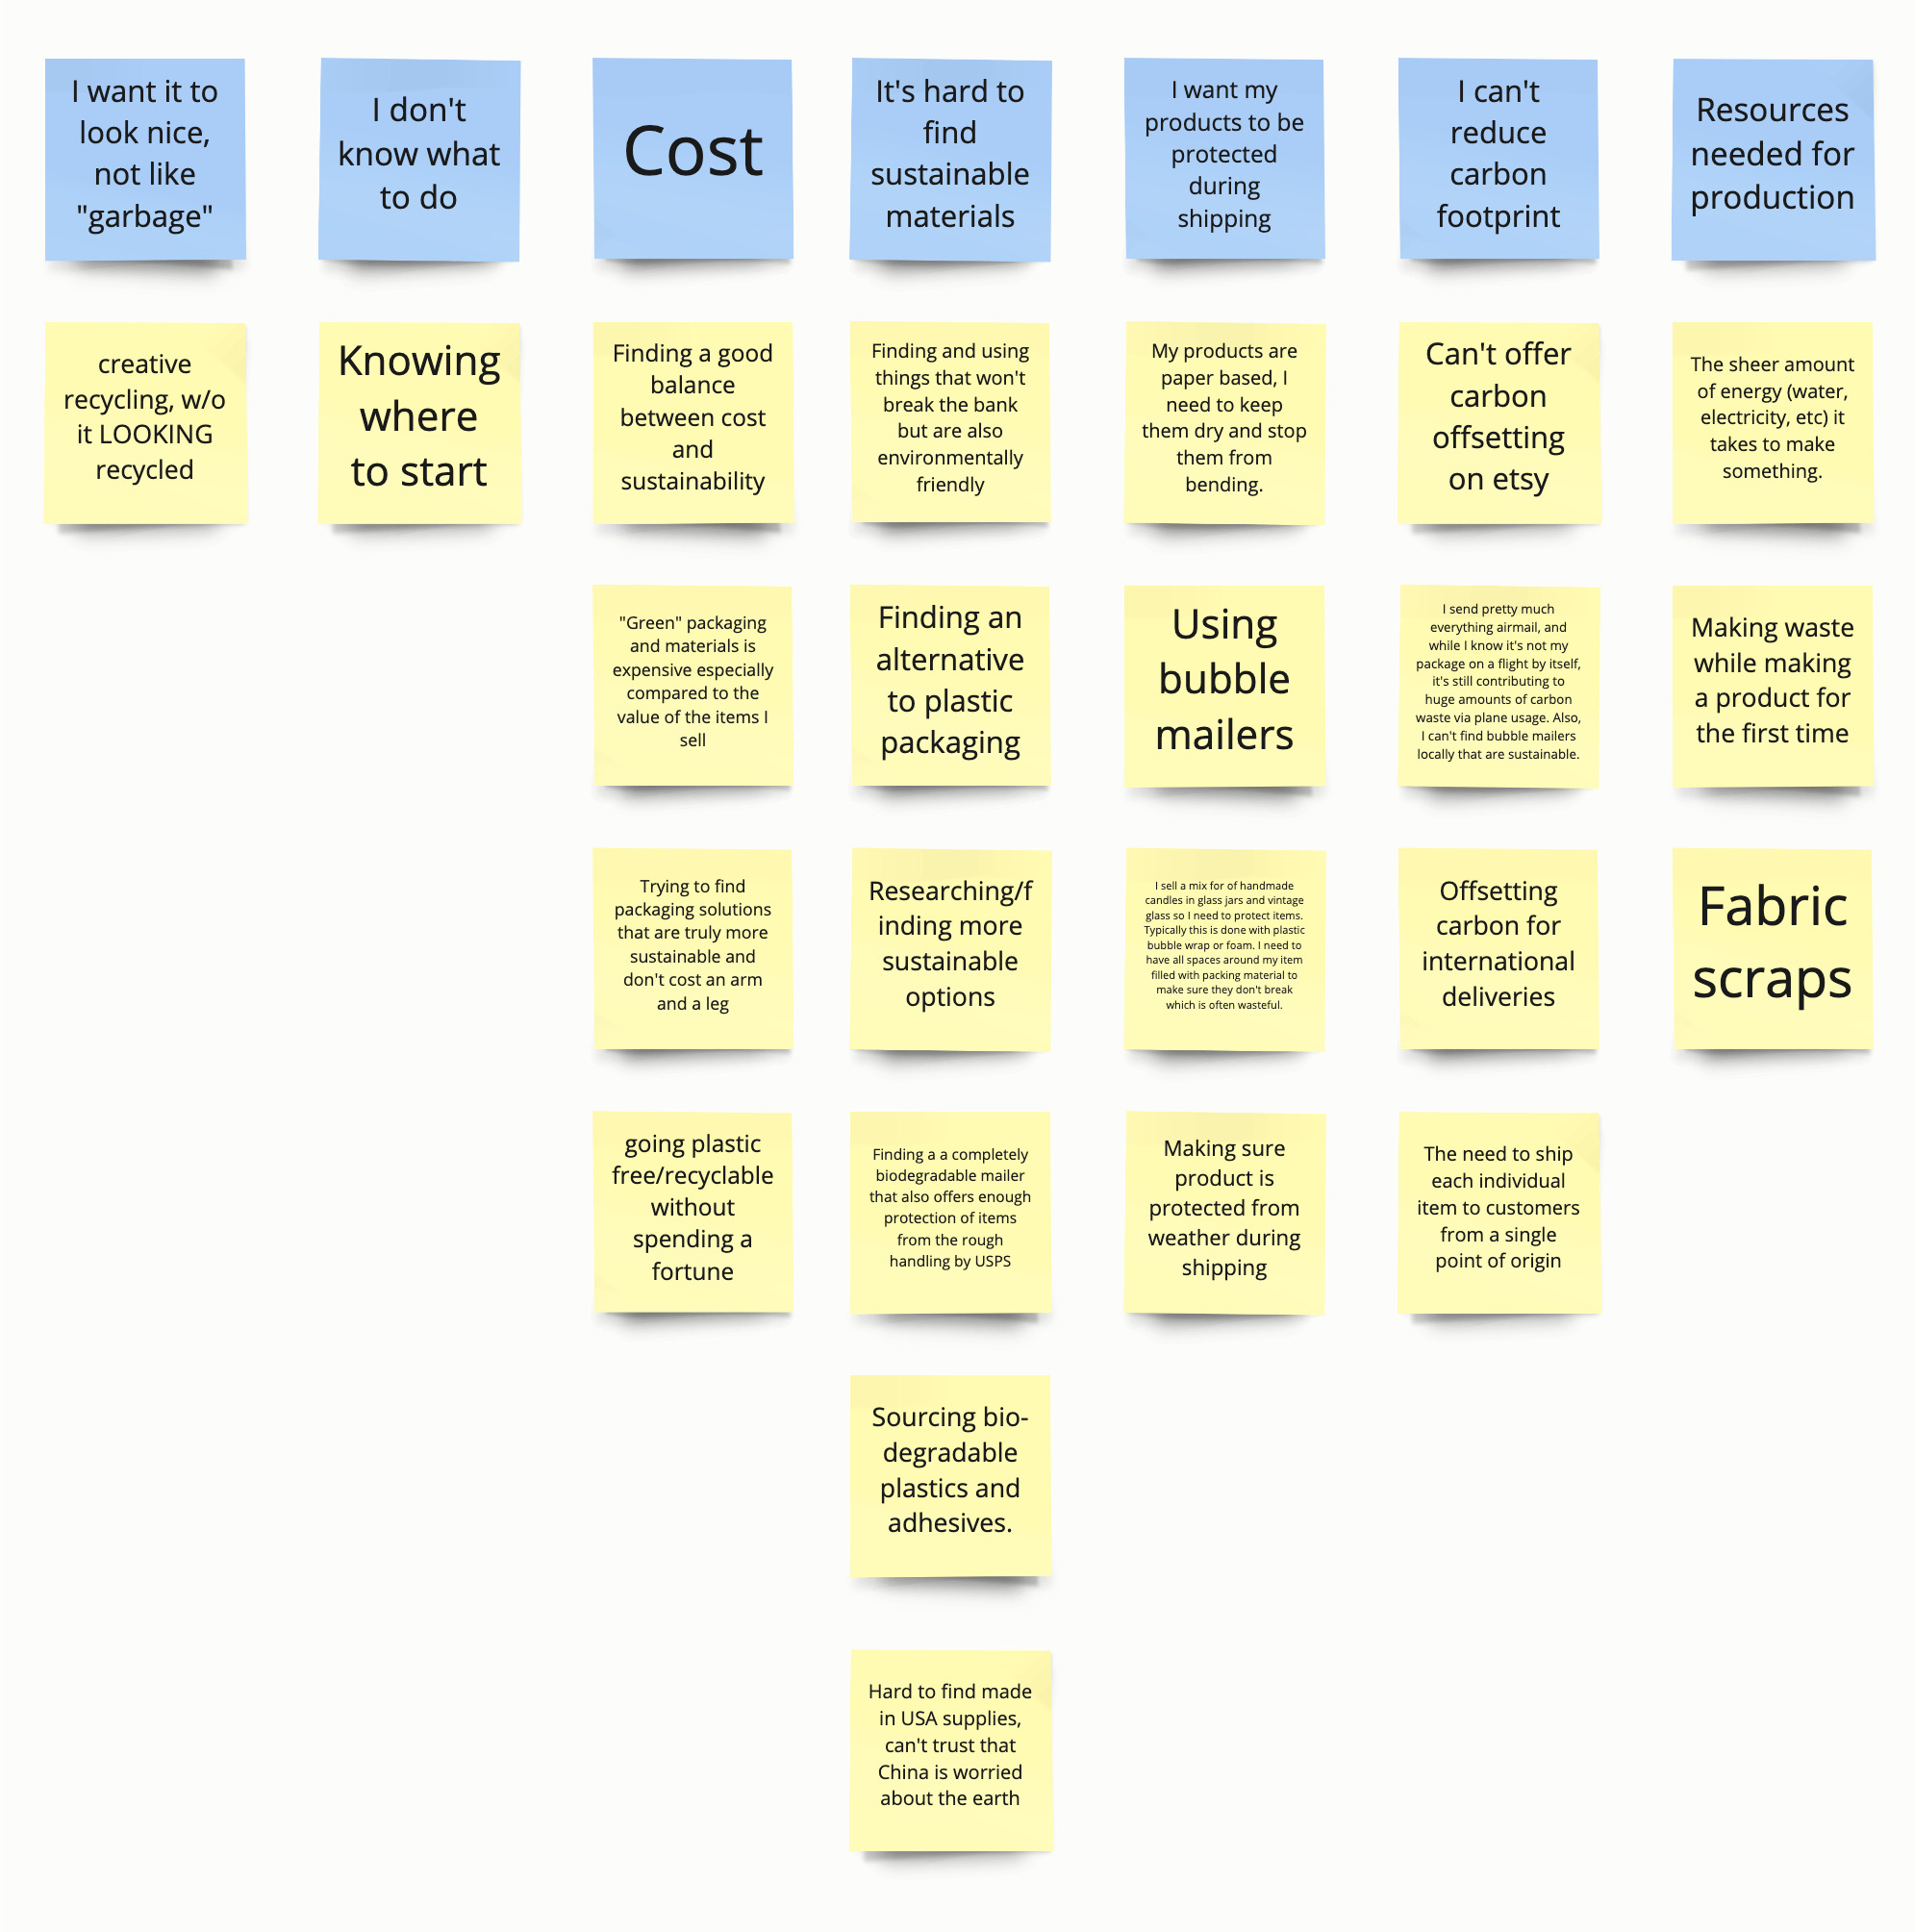 I want it to
look nice,
not like
"garbage"
I don't
know what
to do
Cost
It's hard to
find
sustainable
materials
I want my
products to be
protected
during
shipping
I can't
reduce
carbon
footprint
Resources
needed for
production
creative
recycling, w/o
it LOOKING
recycled
Knowing
where
to start
Finding a good
balance
between cost
and
sustainability
Finding and using
things that won't
break the bank
but are also
environmentally
friendly
My products are
paper based, I
need to keep
them dry and stop
them from
bending.
Can't offer
carbon
offsetting
on etsy
The sheer amount
of energy (water,
electricity, etc) it
takes to make
something.
"Green" packaging
and materials is
expensive especially
compared to the
value of the items I
sell
Finding an
alternative
to plastic
packaging
Using
bubble
mailers
I send pretty much
everything airmail, and
while I know it's not my
package on a flight by itself,
it's still contributing to
huge amounts of carbon
waste via plane usage. Also,
I can't find bubble mailers
locally that are sustainable.
Making waste
while making
a product for
the first time
Trying to find
packaging solutions
that are truly more
sustainable and
don't cost an arm
and a leg
Researching/f
inding more
sustainable
options
I sell a mix for of handmade
candles in glass jars and vintage
glass so I need to protect items.
Typically this is done with plastic
bubble wrap or foam. I need to
have all spaces around my item
filled with packing material to
make sure they don't break
which is often wasteful.
Offsetting
carbon for
international
deliveries
Fabric
scraps
going plastic
free/recyclable
without
spending a
fortune
Finding a a completely
biodegradable mailer
that also offers enough
protection of items
from the rough
handling by USPS
Making sure
product is
protected from
weather during
shipping
The need to ship
each individual
item to customers
from a single
point of origin
Sourcing bio-
degradable
plastics and
adhesives.
Hard to find made
in USA supplies,
can't trust that
China is worried
about the earth